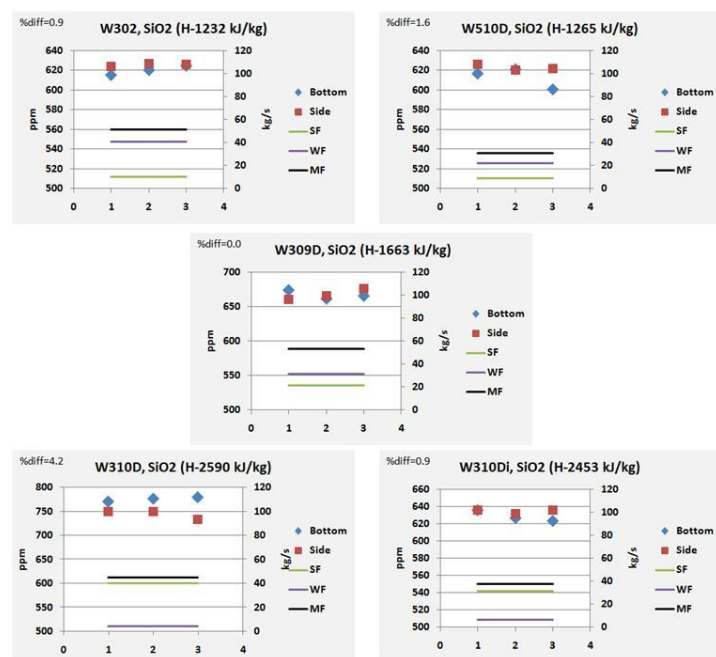 %diff=0.9
W302, SiO2 (H-1232 kJ/kg)
640
620
600
580
560
540
520
500
ppm
120
100
80
60
40
20
0
kg/s
0 1 2 3 4
Bottom
Side
SF
WF
MF
%diff=1.6
W510D, SiO2 (H-1265 kJ/kg)
640
620
600
580
560
540
520
500
ppm
120
100
80
60
40
20
0
kg/s
0 1 2 3 4
Bottom
Side
SF
WF
MF
%diff=0.0
W309D, SiO2 (H-1663 kJ/kg)
700
650
600
550
500
ppm
120
100
80
60
40
20
0
kg/s
0 1 2 3 4
Bottom
Side
SF
WF
MF
%diff=4.2
W310D, SiO2 (H-2590 kJ/kg)
800
750
700
650
600
550
500
ppm
120
100
80
60
40
20
0
kg/s
0 1 2 3 4
Bottom
Side
SF
WF
MF
%diff=0.9
W310Di, SiO2 (H-2453 kJ/kg)
660
640
620
600
580
560
540
520
500
ppm
120
100
80
60
40
20
0
kg/s
0 1 2 3 4
Bottom
Side
SF
WF
MF